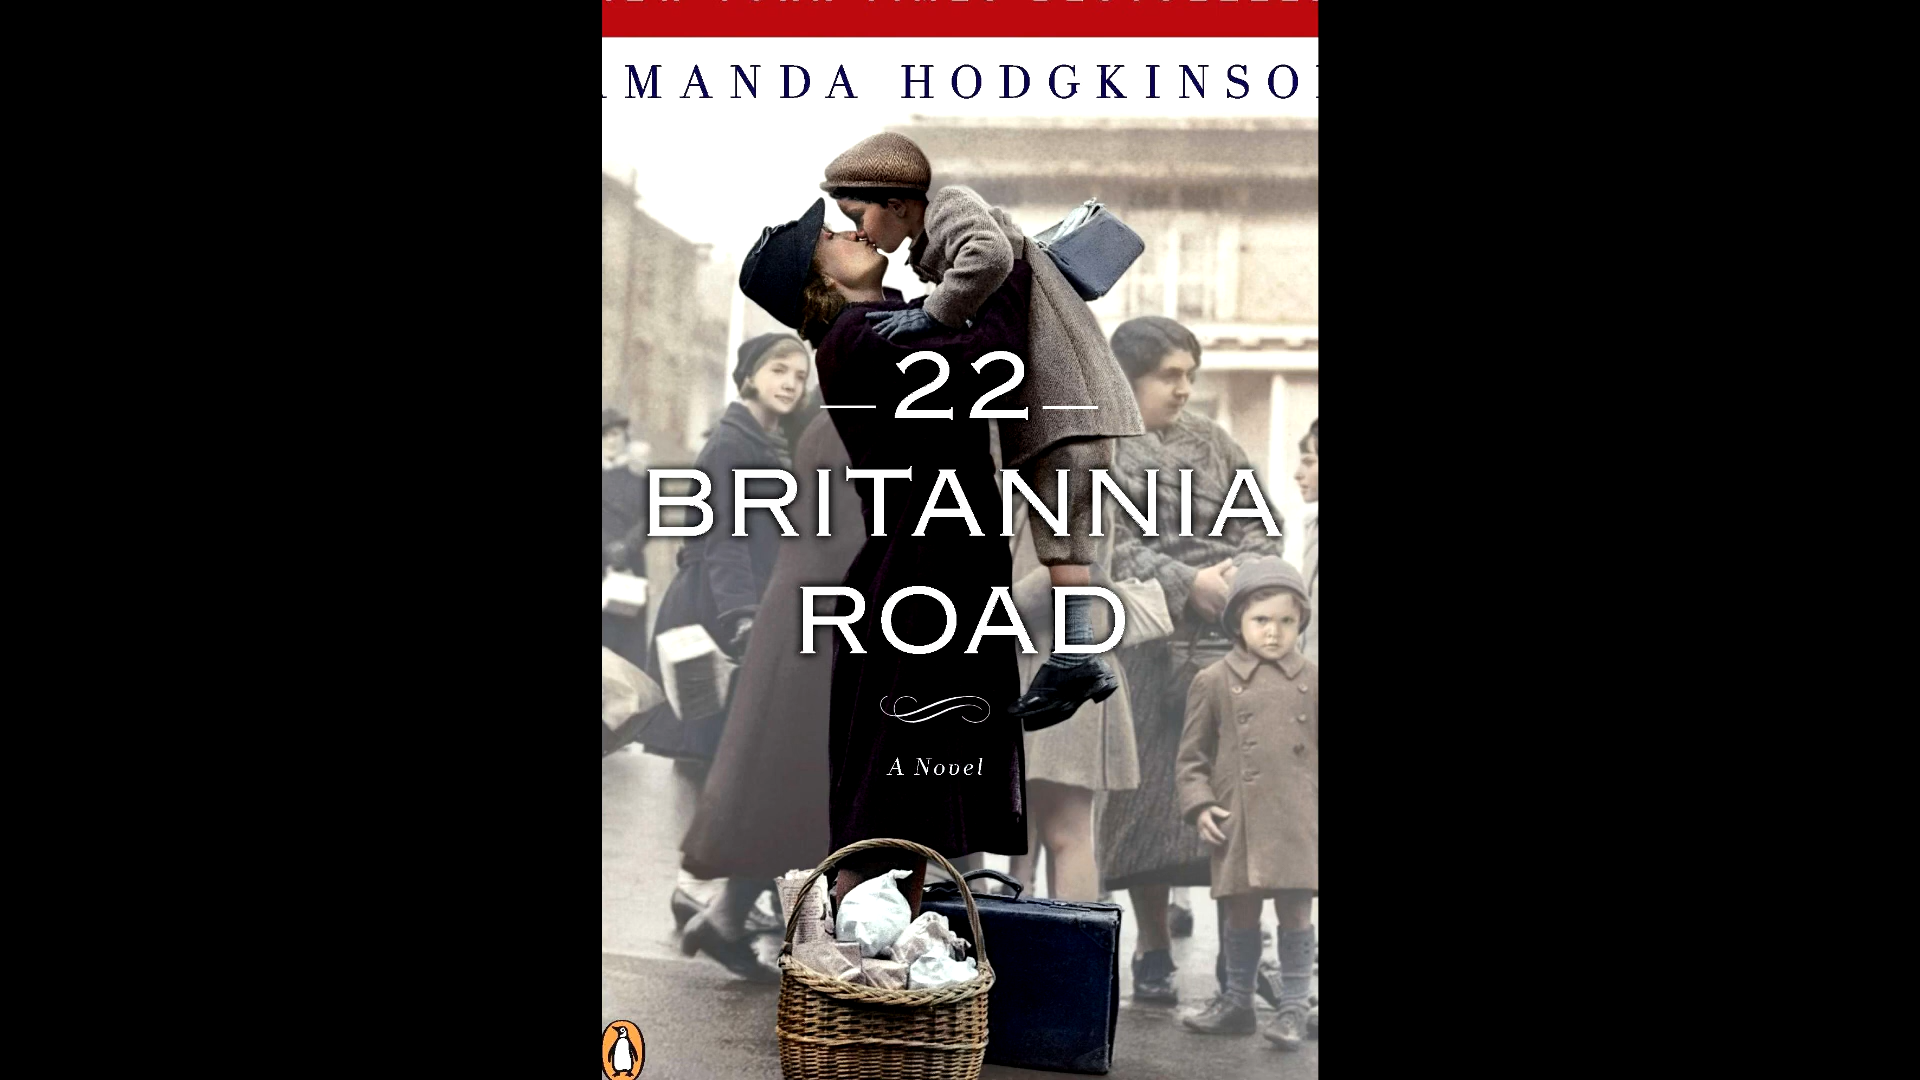 MANDA HODGKINSO
22
BRITANNIA
ROAD
A Novel